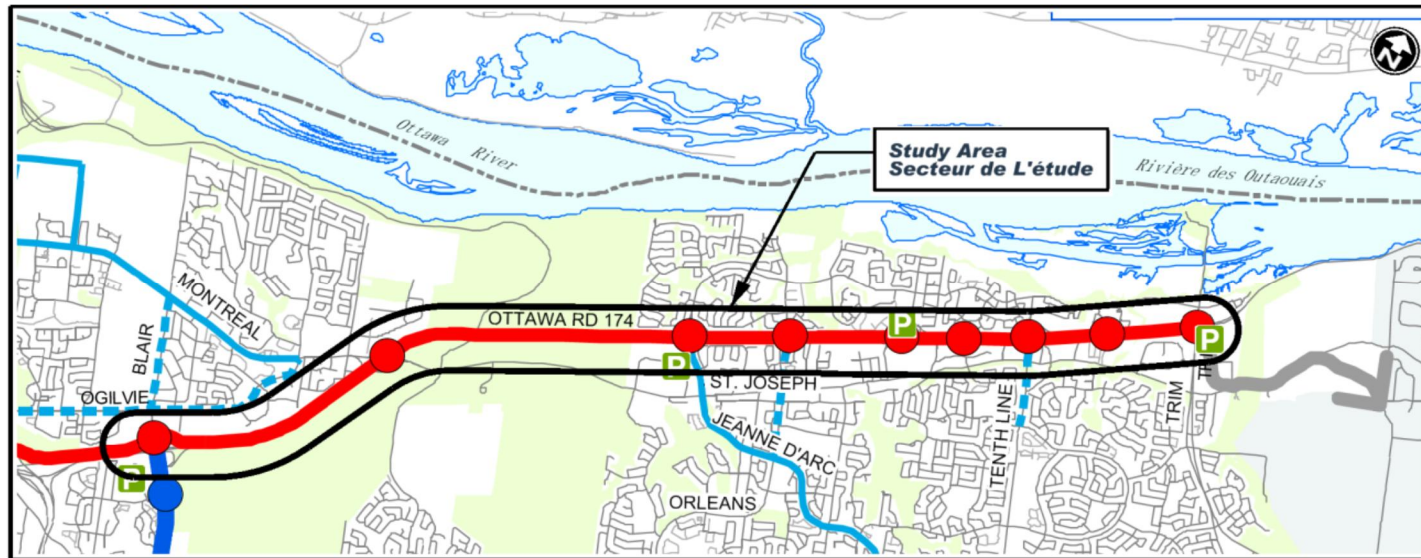 N
Ottawa
River
Study Area
Secteur de L'étude
Rivière des Outaouais
MONTREAL
BLAIR
OGILVIE
OTTAWA RD 174
P
P
P
P
ST. JOSEPH
JEANNE D'ARC
ORLEANS
TENTH LINE
TRIM